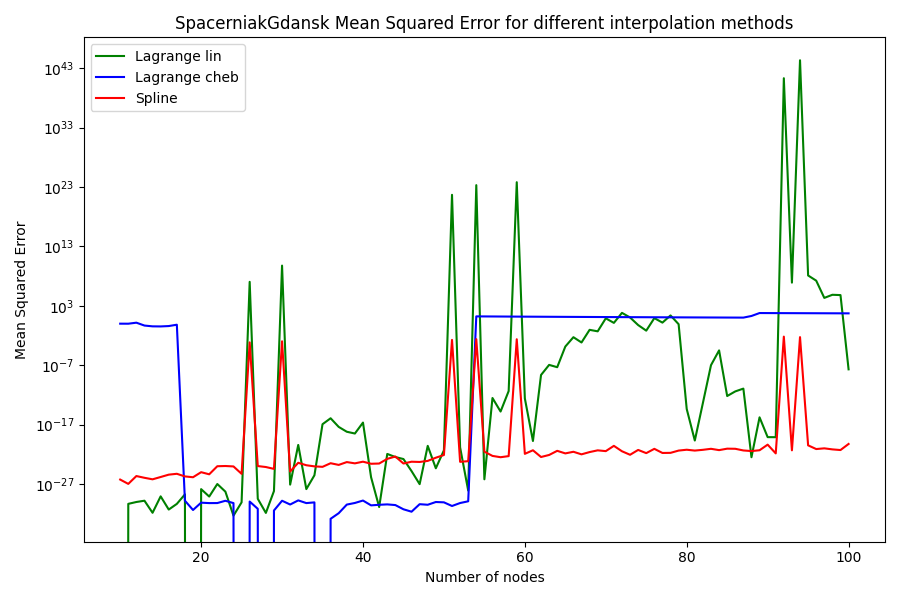 SpacerniakGdansk Mean Squared Error for different interpolation methods
Lagrange lin
Lagrange cheb
Spline
Mean Squared Error
10^43
10^33
10^23
10^13
10^3
10^-7
10^-17
10^-27
20 40 60 80 100
Number of nodes